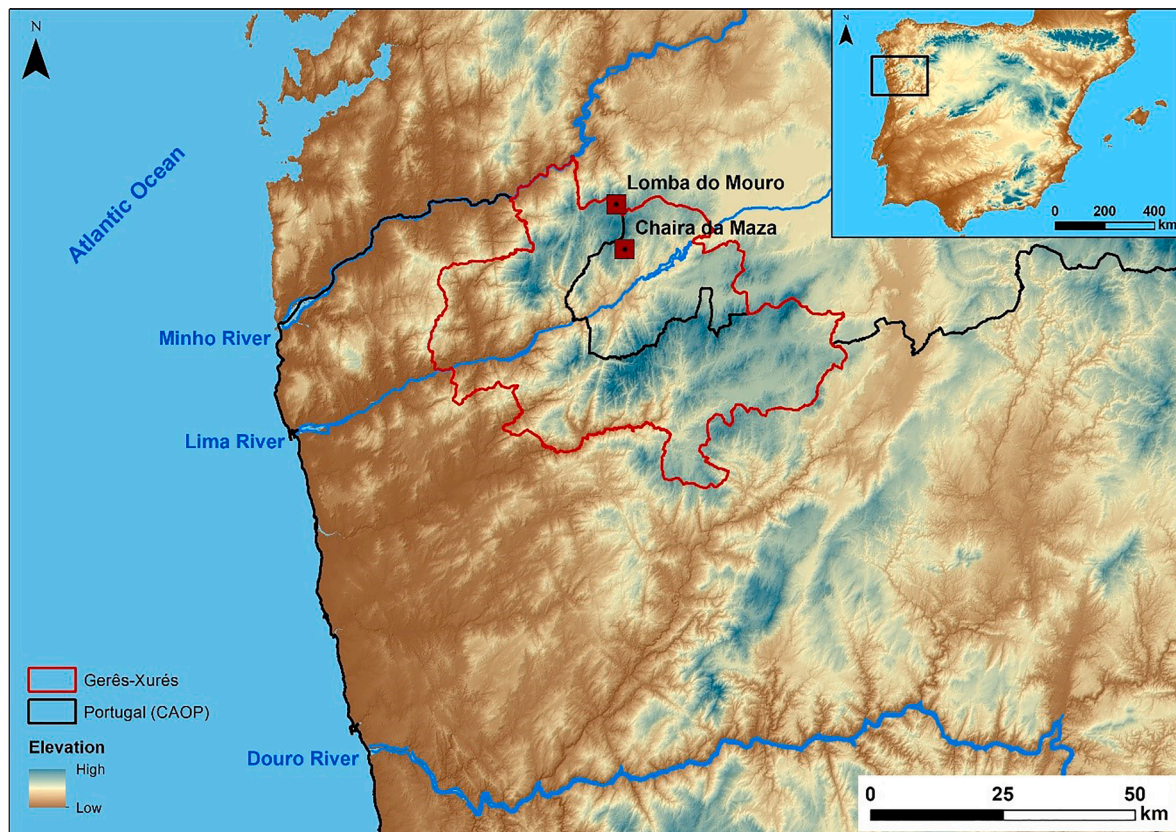 N
N
0 200 400
km
Atlantic Ocean
Lomba do Mouro
Chaira da Maza
Minho River
Lima River
Gerês-Xurés
Portugal (CAOP)
Elevation
High
Low
Douro River
0 25 50
km